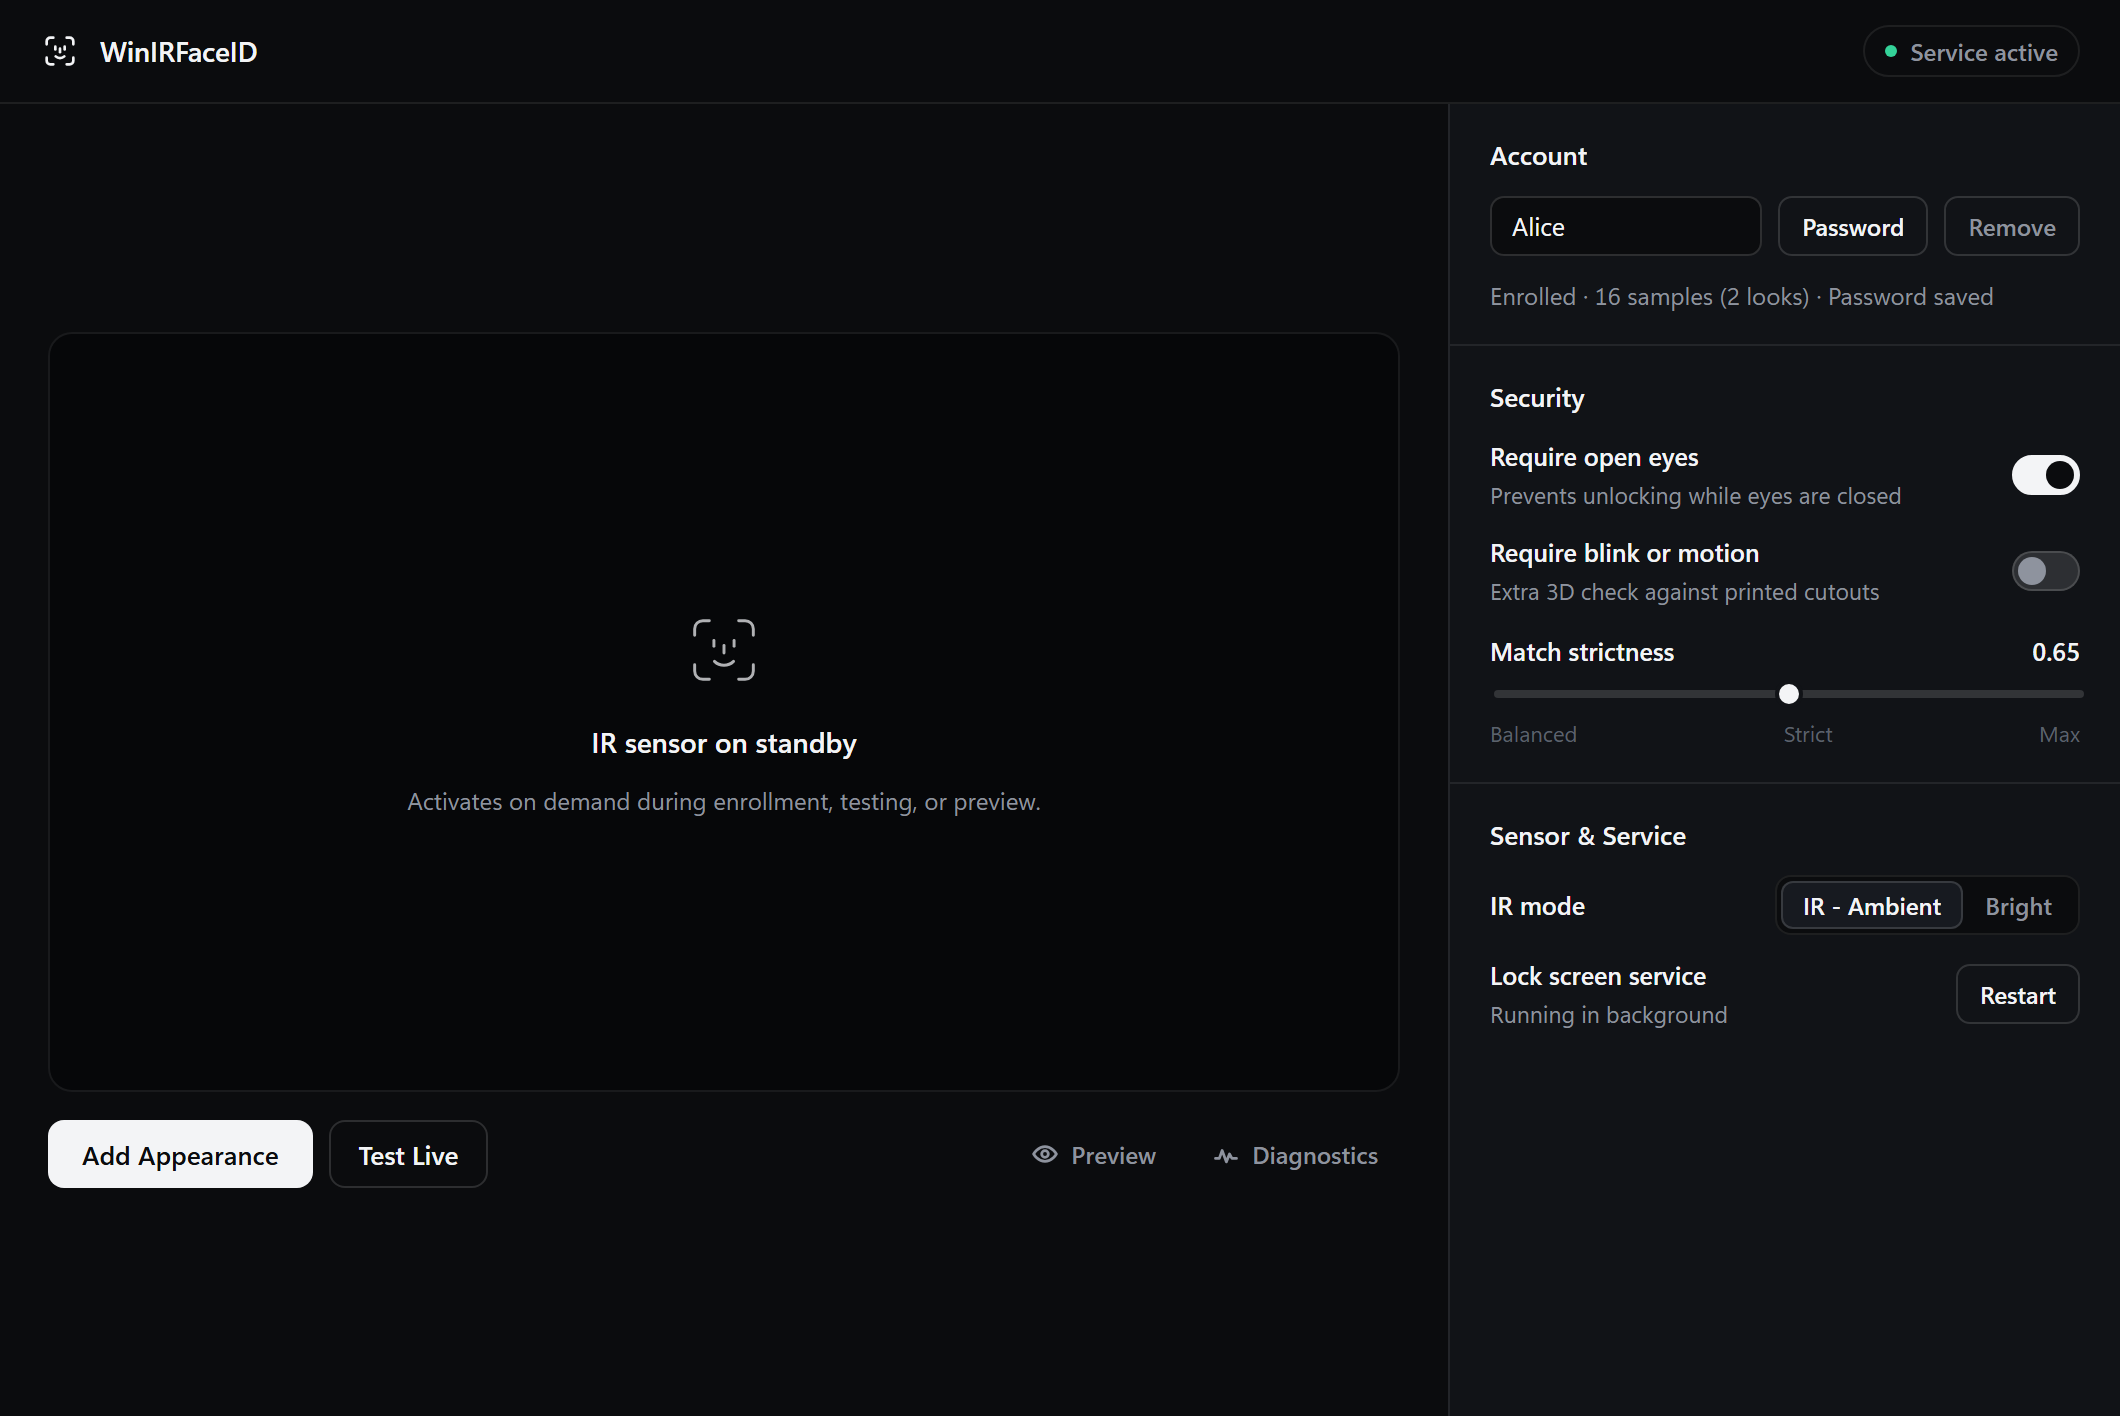 WinIRFaceID
Service active
IR sensor on standby
Activates on demand during enrollment, testing, or preview.
Add Appearance
Test Live
Preview
Diagnostics
Account
Alice
Password
Remove
Enrolled · 16 samples (2 looks) · Password saved
Security
Require open eyes
Prevents unlocking while eyes are closed
Require blink or motion
Extra 3D check against printed cutouts
Match strictness
0.65
Balanced
Strict
Max
Sensor & Service
IR mode
IR - Ambient
Bright
Lock screen service
Running in background
Restart